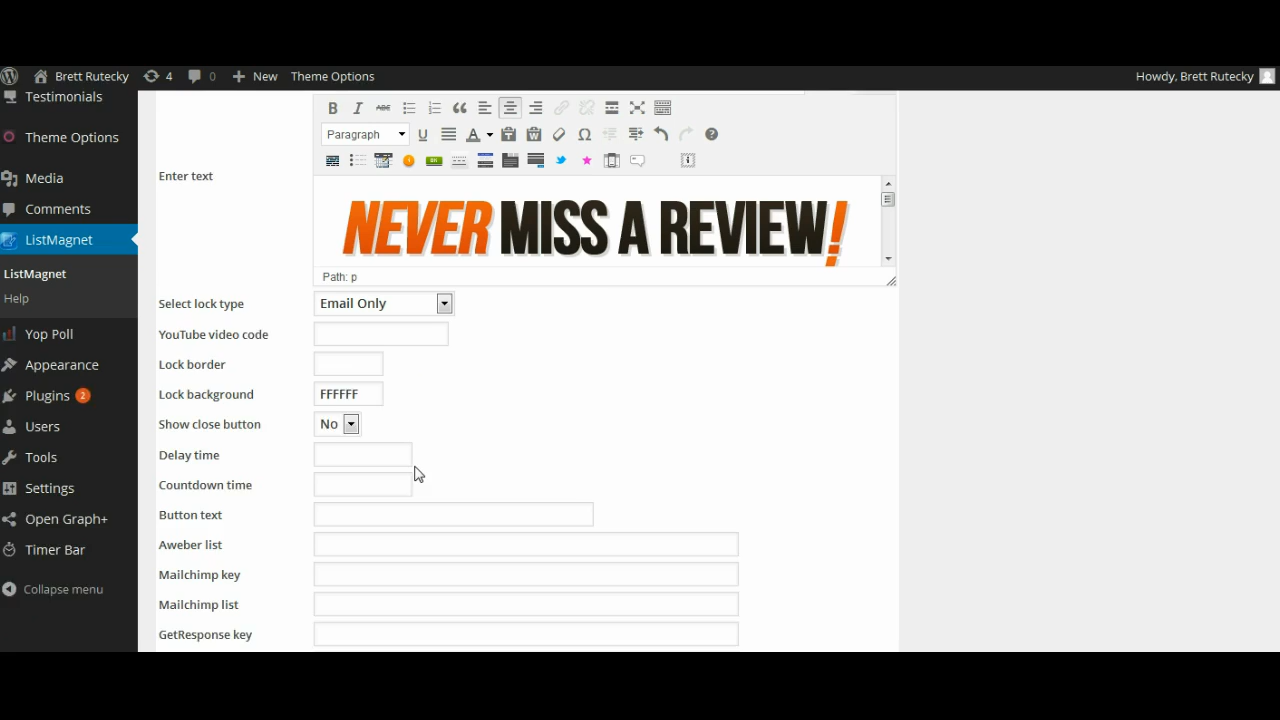 Brett Rutecky 4 0 New Theme Options Howdy, Brett Rutecky
Testimonials
Theme Options
Media
Comments
ListMagnet
ListMagnet
Help
Yop Poll
Appearance
Plugins 2
Users
Tools
Settings
Open Graph+
Timer Bar
Collapse menu
B I ABC
Paragraph U A T W Ω ?
Enter text
NEVER MISS A REVIEW!
Path: p
Select lock type Email Only
YouTube video code
Lock border
Lock background FFFFFF
Show close button No
Delay time
Countdown time
Button text
Aweber list
Mailchimp key
Mailchimp list
GetResponse key